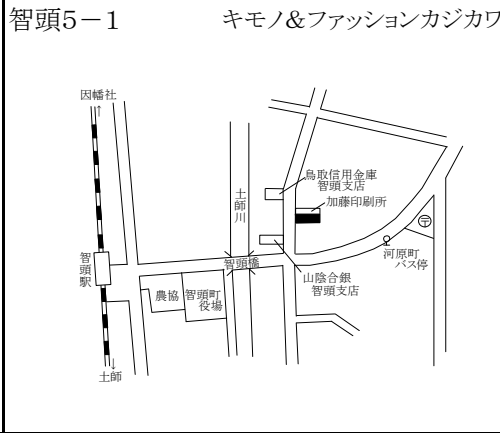 智頭5－1
キモノ&ファッションカジカワ
因幡社
↑
鳥取信用金庫
智頭支店
加藤印刷所
土師川
〒
智頭駅
智頭橋
河原町
バス停
山陰合銀
智頭支店
農協
智頭町
役場
↓
土師